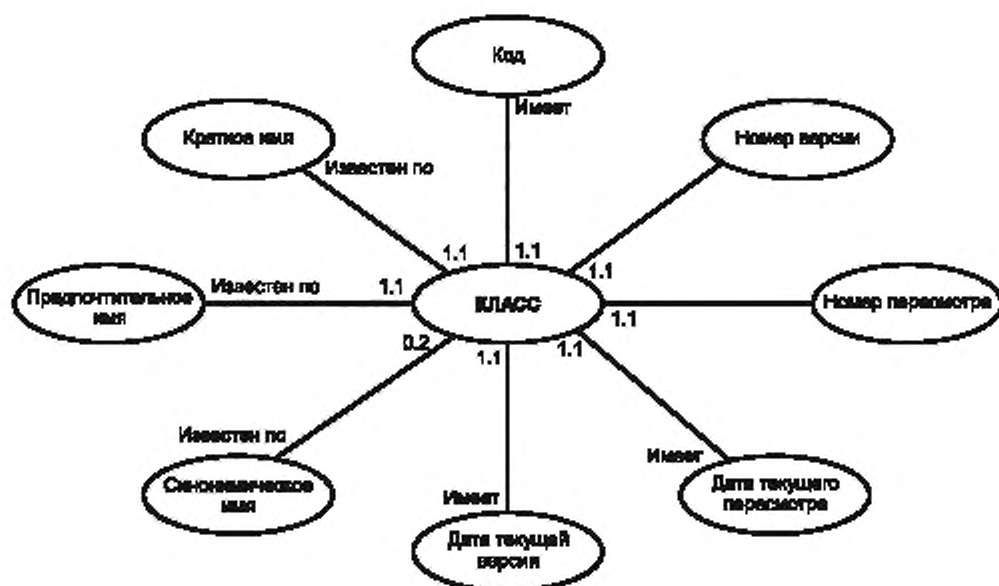 Код
Имеет
Краткое имя
Номер версии
Известен по
1.1
1.1
1.1
Предпочтительное
имя
Известен по
1.1
КЛАСС
1.1
Номер пересмотра
0.2
1.1
1.1
Известен по
Имеет
Синонимическое
имя
Имеет
Дата текущего
пересмотра
Дата текущей
версии